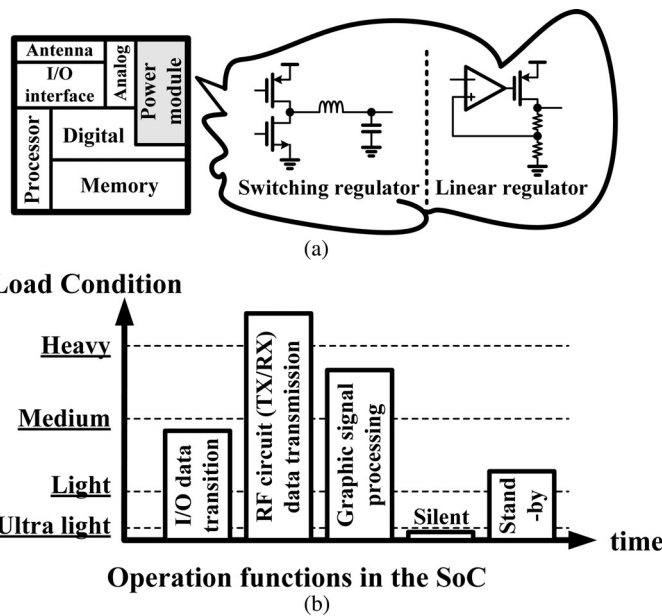 Antenna
I/O
interface
Analog
Power
module
Processor
Digital
Memory
Switching regulator
Linear regulator
(a)
Load Condition
Heavy
Medium
Light
Ultra light
I/O data
transition
RF circuit (TX/RX)
data transmission
Graphic signal
processing
Silent
Stand
-by
time
Operation functions in the SoC
(b)